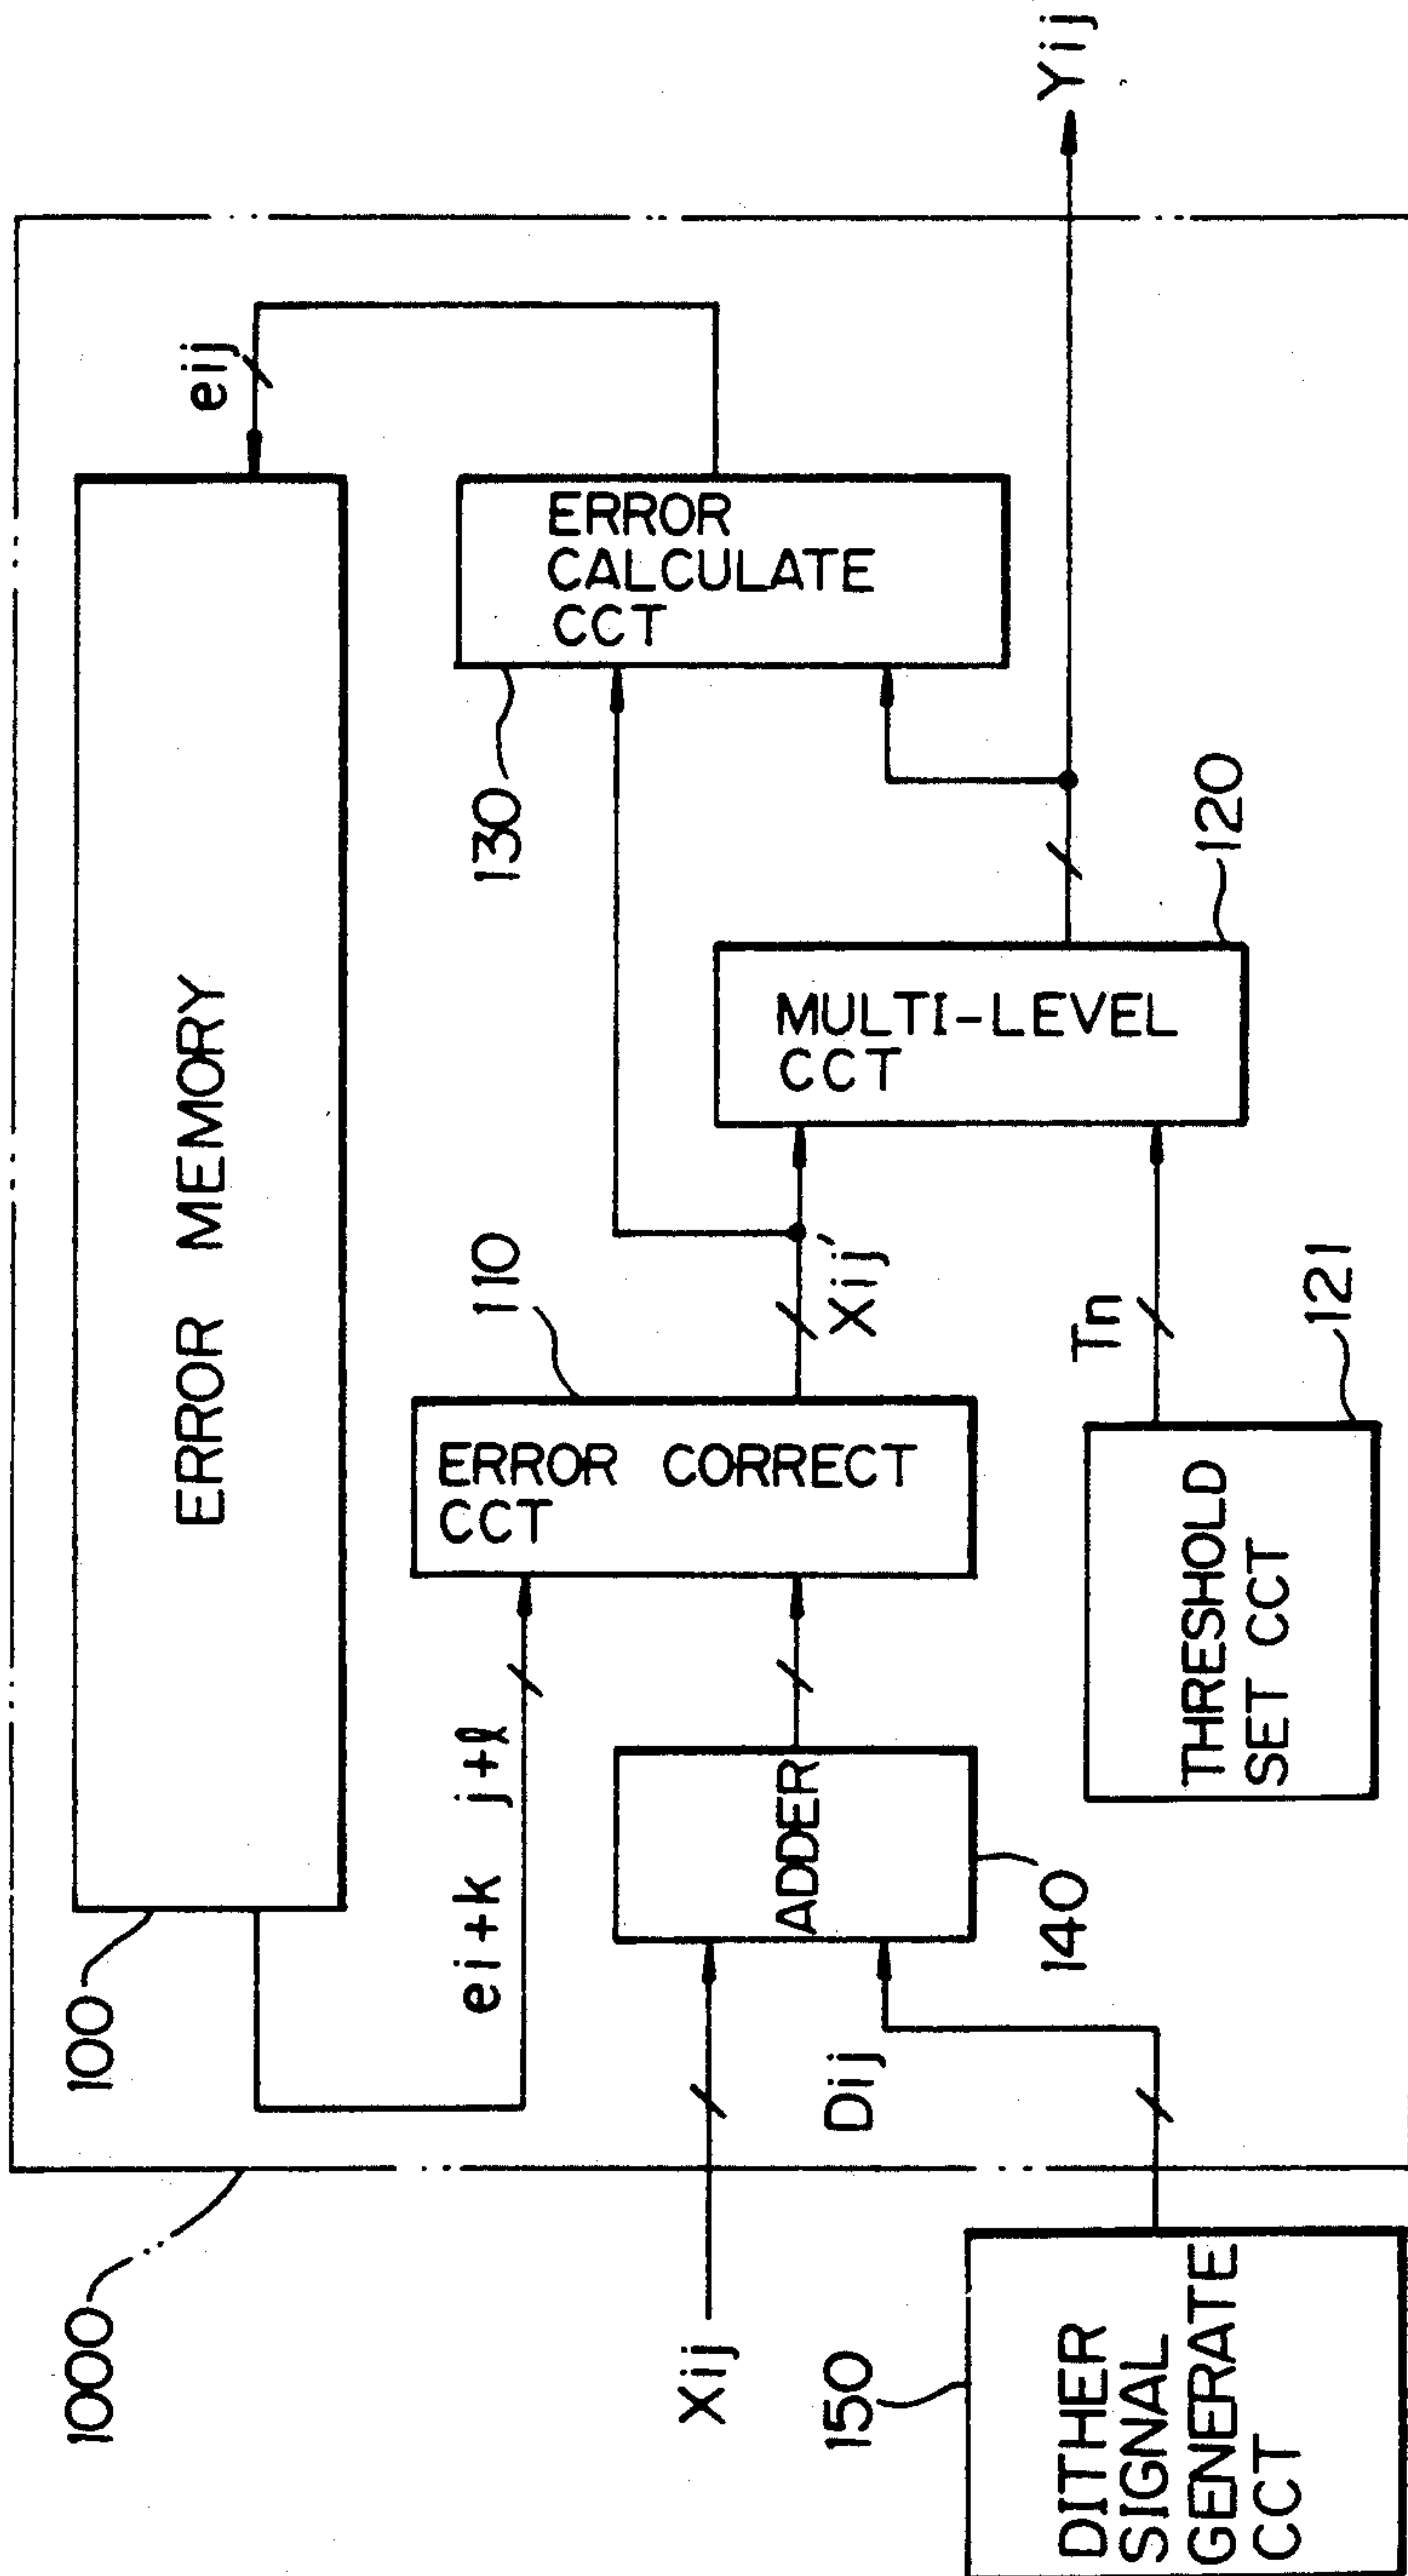 1000
100
ERROR MEMORY
eij
ei+k j+ℓ
110
130
ERROR CORRECT
CCT
ERROR
CALCULATE
CCT
Xij
Dij
ADDER
140
Xij′
MULTI-LEVEL
CCT
120
Yij
150
DITHER
SIGNAL
GENERATE
CCT
Tn
THRESHOLD
SET CCT
121